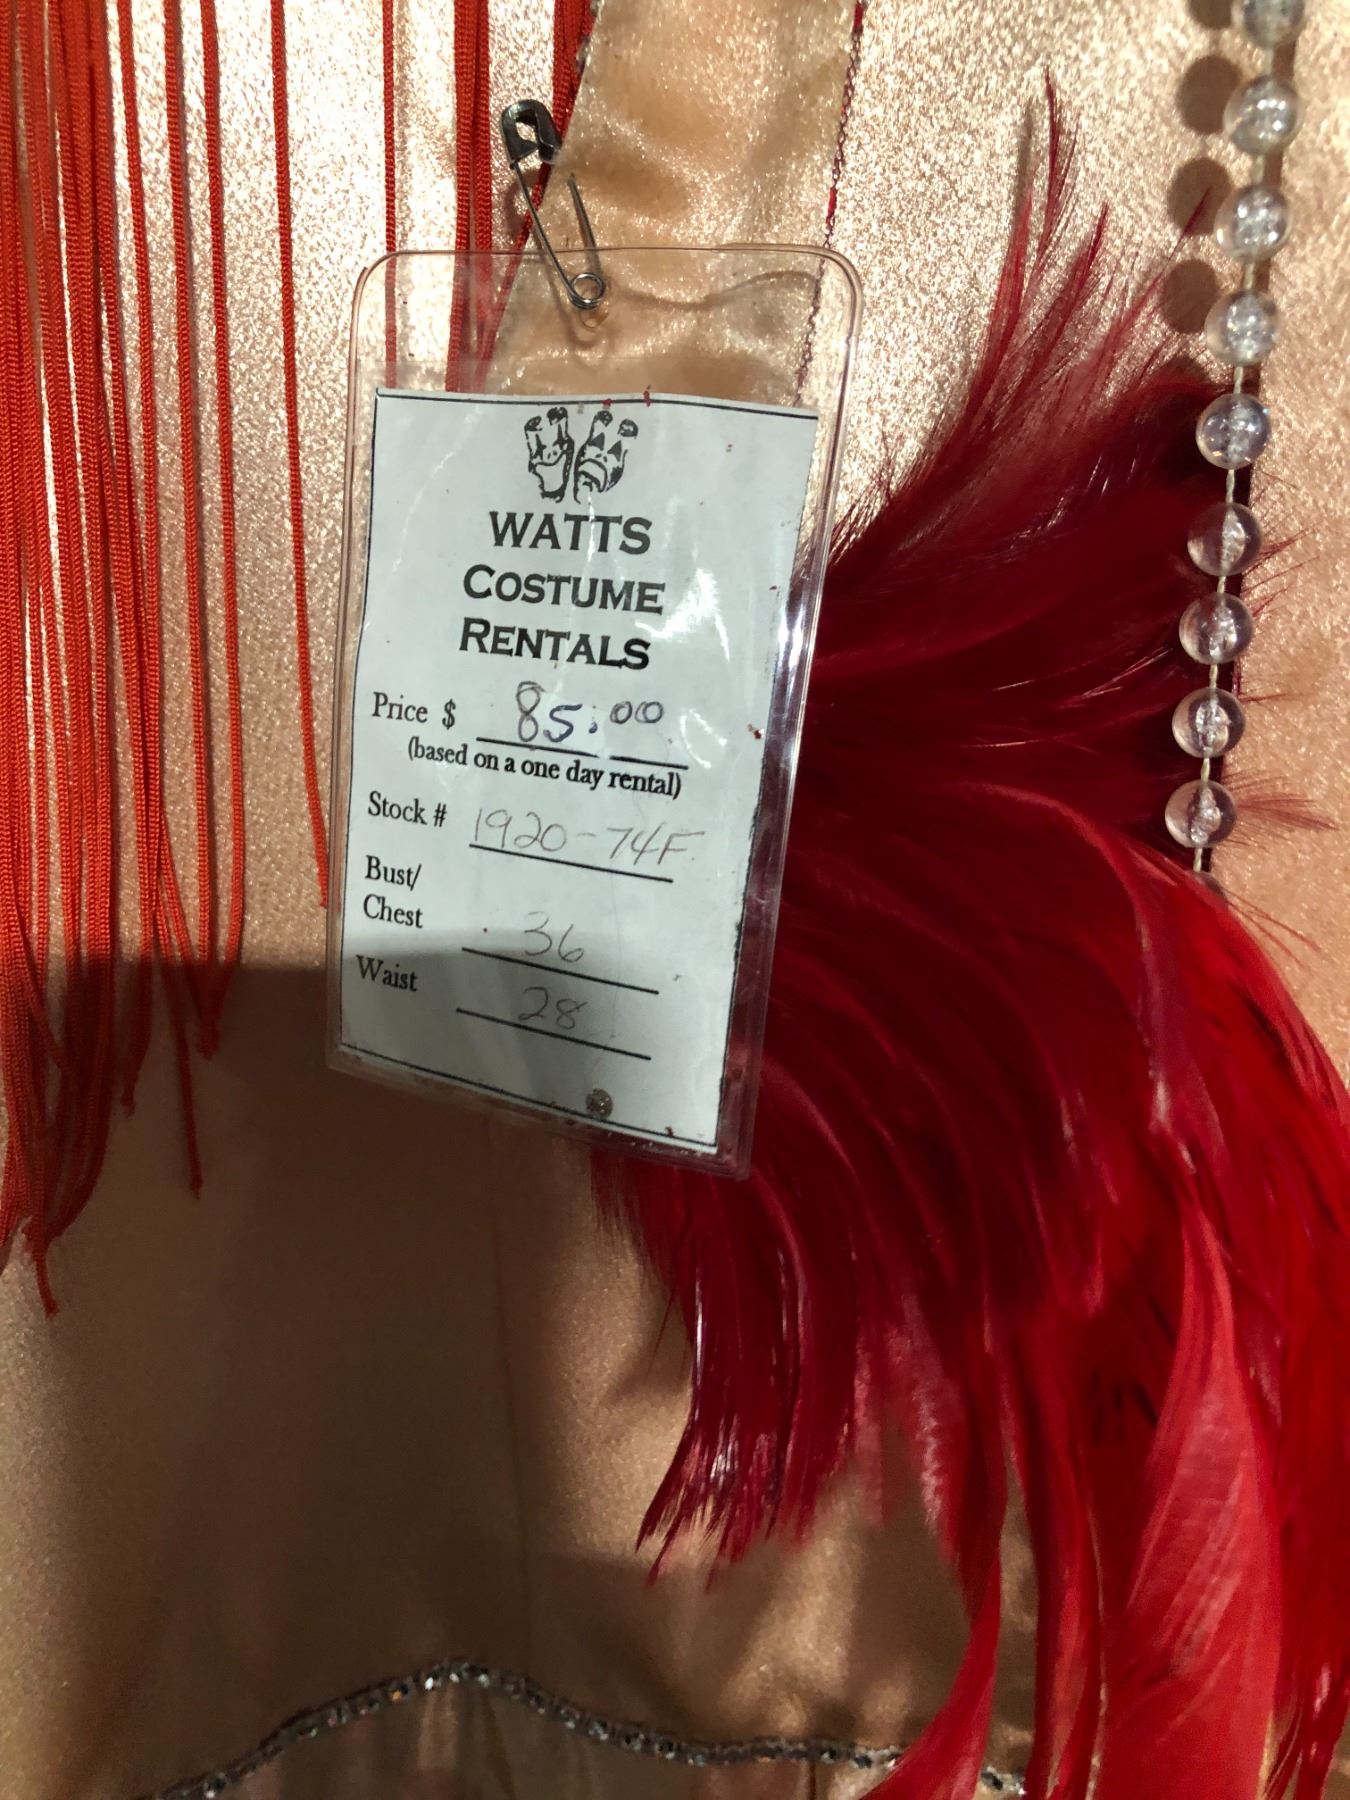 WATTS
COSTUME
RENTALS
Price $ 85.00
(based on a one day rental)
Stock # 1920-74F
Bust/
Chest 36
Waist 28